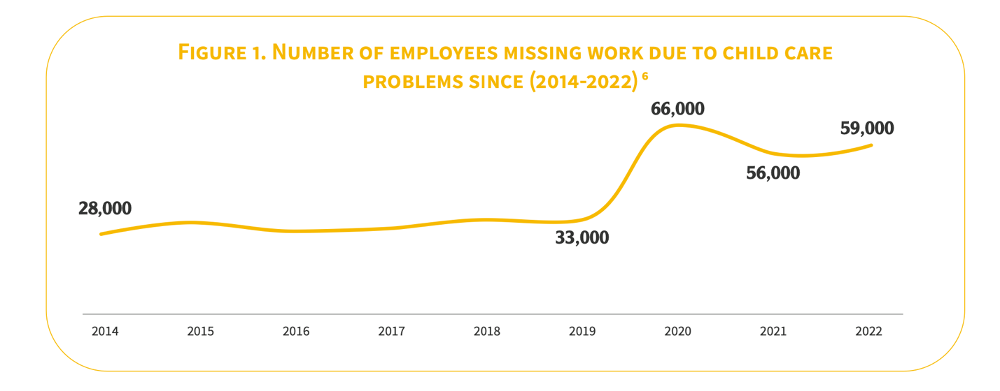 Figure 1. Number of employees missing work due to child care
problems since (2014-2022) 6
66,000
59,000
56,000
28,000
33,000
2014 2015 2016 2017 2018 2019 2020 2021 2022